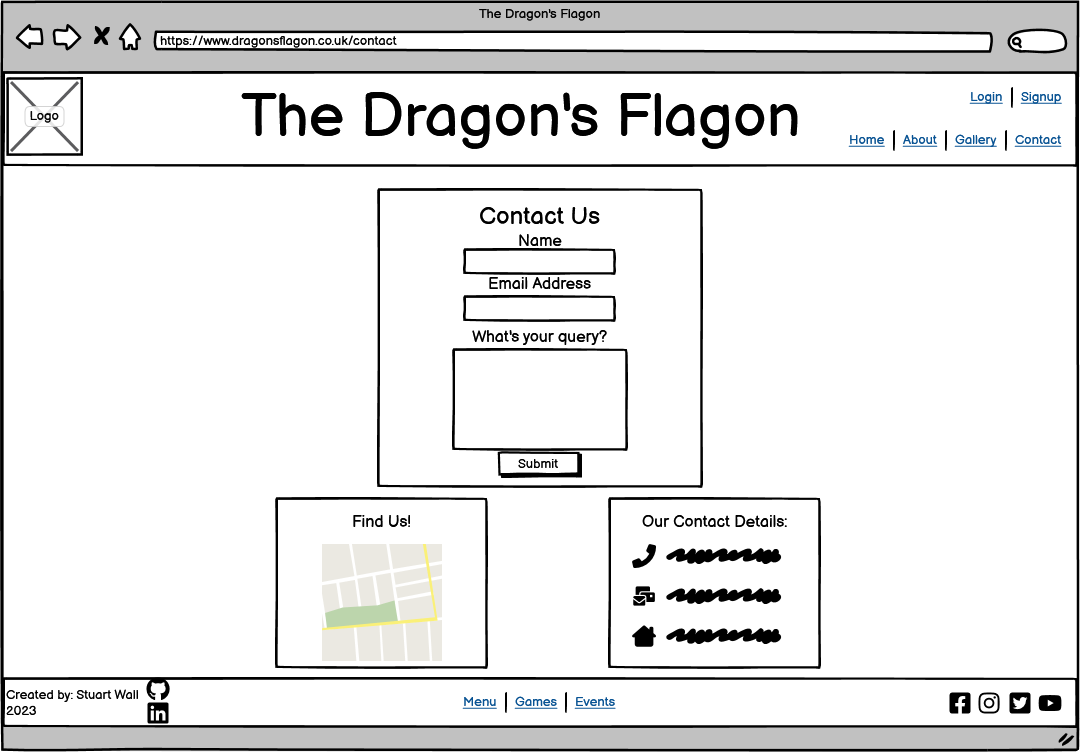 The Dragon's Flagon
https://www.dragonsflagon.co.uk/contact
Logo
The Dragon's Flagon
Login Signup
Home About Gallery Contact
Contact Us
Name
Email Address
What's your query?
Submit
Find Us!
Our Contact Details:
Created by: Stuart Wall
2023
Menu Games Events